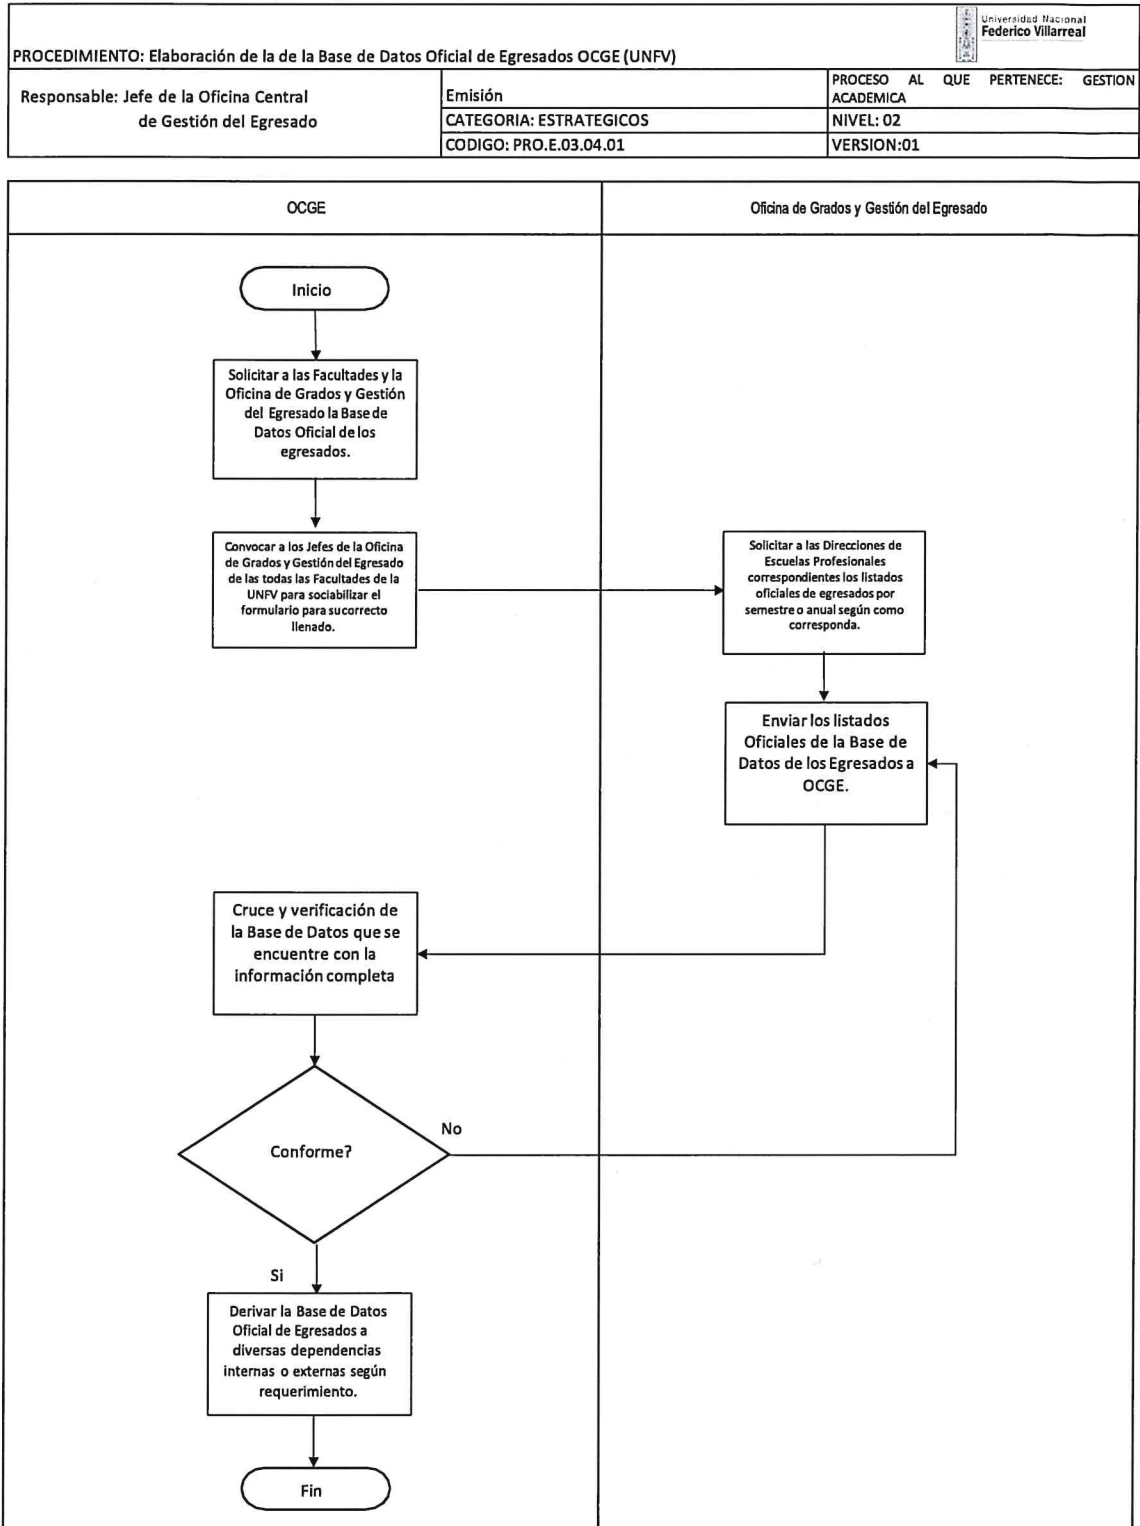 Universidad Nacional
Federico Villarreal
PROCEDIMIENTO: Elaboración de la de la Base de Datos Oficial de Egresados OCGE (UNFV)
Responsable: Jefe de la Oficina Central
de Gestión del Egresado
Emisión
PROCESO AL QUE PERTENECE: GESTION
ACADEMICA
CATEGORIA: ESTRATEGICOS
NIVEL: 02
CODIGO: PRO.E.03.04.01
VERSION:01
OCGE
Oficina de Grados y Gestión del Egresado
Inicio
Solicitar a las Facultades y la
Oficina de Grados y Gestión
del Egresado la Base de
Datos Oficial de los
egresados.
Convocar a los Jefes de la Oficina
de Grados y Gestión del Egresado
de las todas las Facultades de la
UNFV para sociabilizar el
formulario para su correcto
llenado.
Solicitar a las Direcciones de
Escuelas Profesionales
correspondientes los listados
oficiales de egresados por
semestre o anual según como
corresponda.
Enviar los listados
Oficiales de la Base de
Datos de los Egresados a
OCGE.
Cruce y verificación de
la Base de Datos que se
encuentre con la
información completa
Conforme?
No
Si
Derivar la Base de Datos
Oficial de Egresados a
diversas dependencias
internas o externas según
requerimiento.
Fin